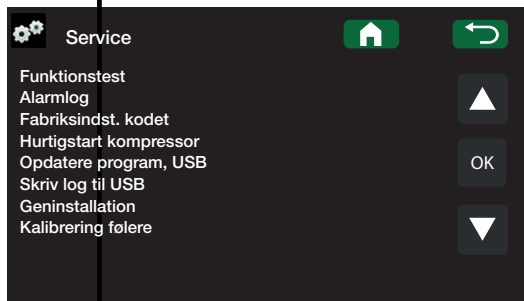 Service
Funktionstest
Alarmlog
Fabriksindst. kodet
Hurtigstart kompressor
Opdatere program, USB
Skriv log til USB
Geninstallation
Kalibrering følere
OK